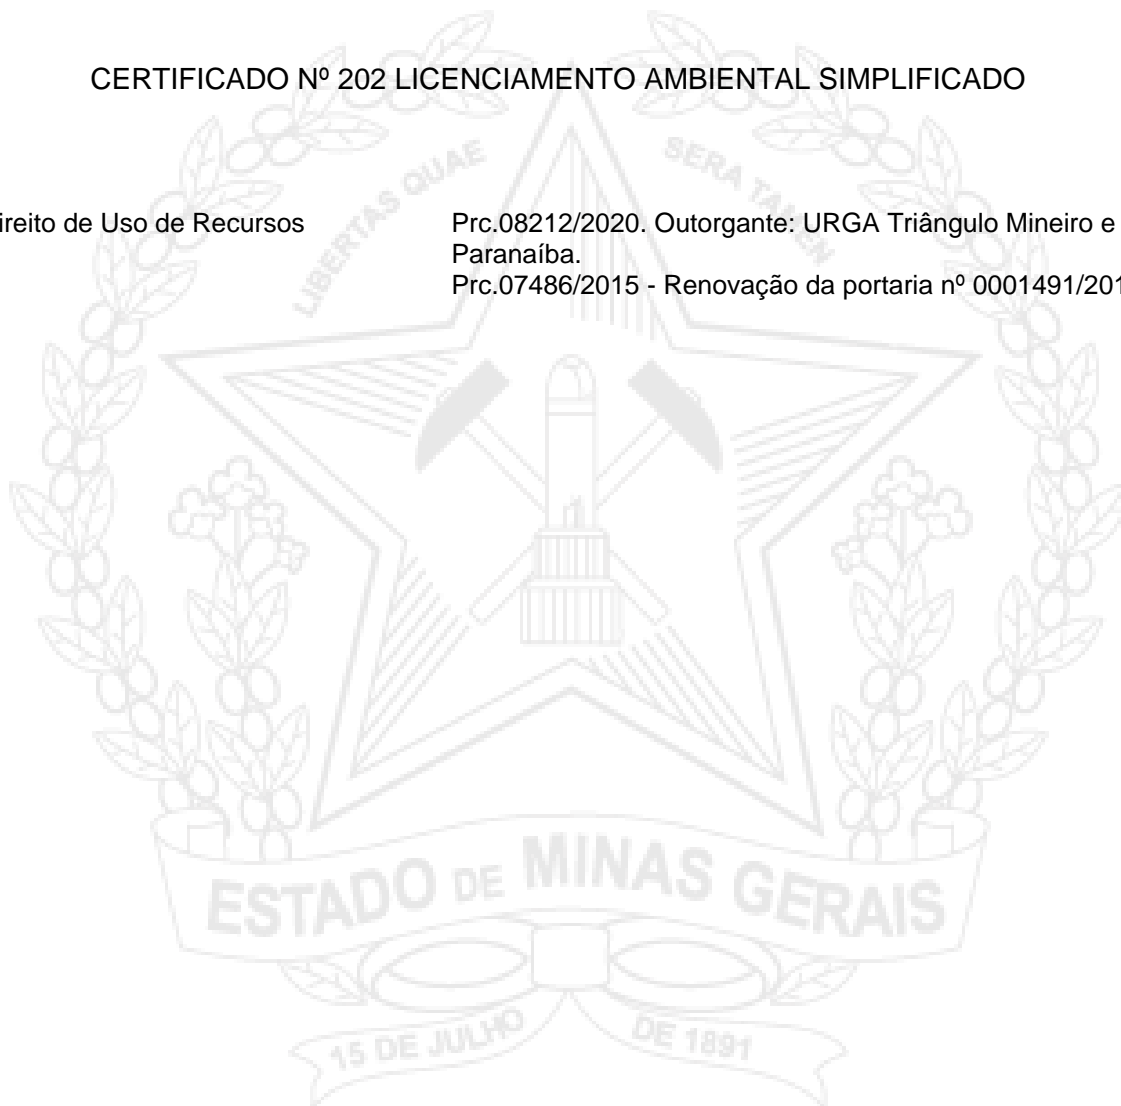 CERTIFICADO Nº 202 LICENCIAMENTO AMBIENTAL SIMPLIFICADO
LIBERTAS QUAE SERA TAMEN
ireito de Uso de Recursos
Prc.08212/2020. Outorgante: URGA Triângulo Mineiro e
Paranaíba.
Prc.07486/2015 - Renovação da portaria nº 0001491/201
ESTADO DE MINAS GERAIS
15 DE JULHO DE 1891